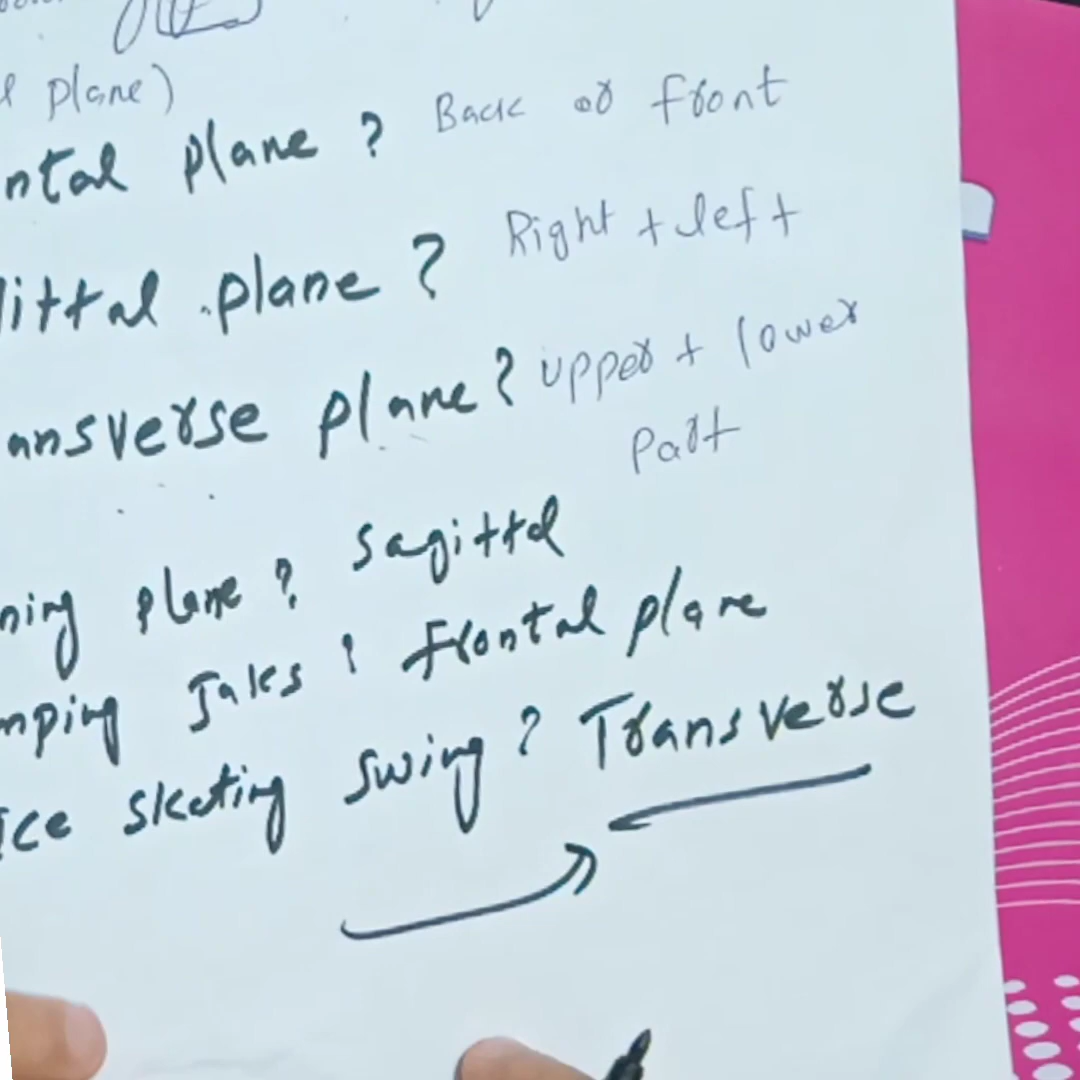 plane)
ntal plane ? Back or front
ittal plane ? Right + left +
ansverse plane ? upper + lower
Part
ning plane ? Sagittal
mping Jaks ? Frontal plane
ice skating swing ? Transverse